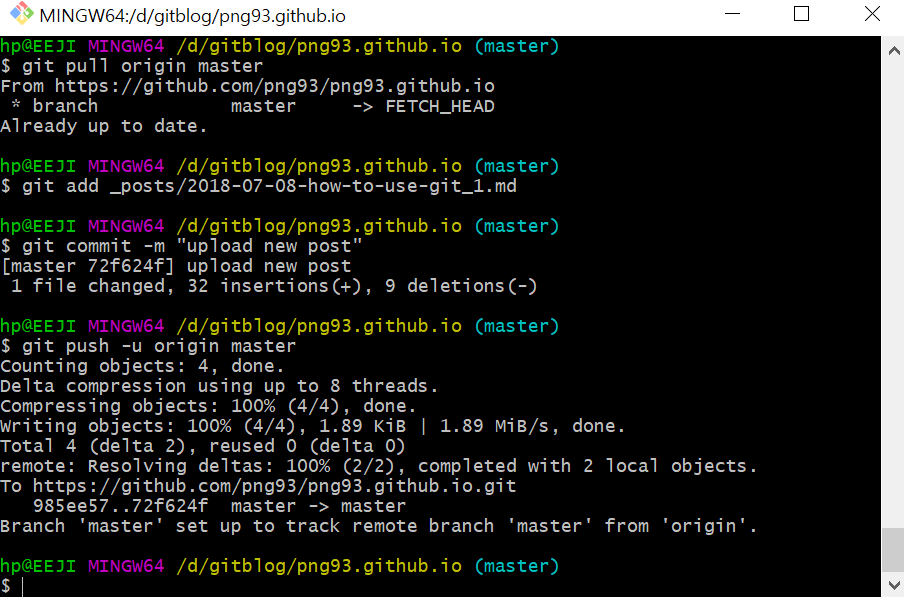 MINGW64:/d/gitblog/png93.github.io
hp@EEJI MINGW64 /d/gitblog/png93.github.io (master)
$ git pull origin master
From https://github.com/png93/png93.github.io
 * branch            master     -> FETCH_HEAD
Already up to date.
hp@EEJI MINGW64 /d/gitblog/png93.github.io (master)
$ git add _posts/2018-07-08-how-to-use-git_1.md
hp@EEJI MINGW64 /d/gitblog/png93.github.io (master)
$ git commit -m "upload new post"
[master 72f624f] upload new post
 1 file changed, 32 insertions(+), 9 deletions(-)
hp@EEJI MINGW64 /d/gitblog/png93.github.io (master)
$ git push -u origin master
Counting objects: 4, done.
Delta compression using up to 8 threads.
Compressing objects: 100% (4/4), done.
Writing objects: 100% (4/4), 1.89 KiB | 1.89 MiB/s, done.
Total 4 (delta 2), reused 0 (delta 0)
remote: Resolving deltas: 100% (2/2), completed with 2 local objects.
To https://github.com/png93/png93.github.io.git
   985ee57..72f624f  master -> master
Branch 'master' set up to track remote branch 'master' from 'origin'.
hp@EEJI MINGW64 /d/gitblog/png93.github.io (master)
$